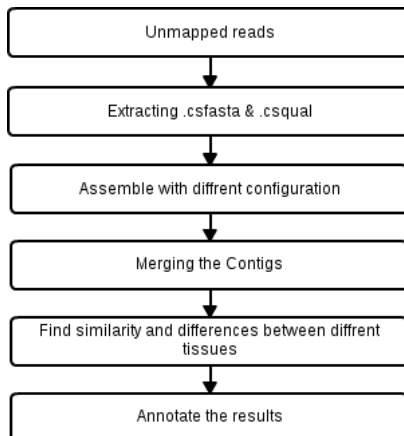 Unmapped reads
Extracting .csfasta & .csqual
Assemble with diffrent configuration
Merging the Contigs
Find similarity and differences between diffrent
tissues
Annotate the results